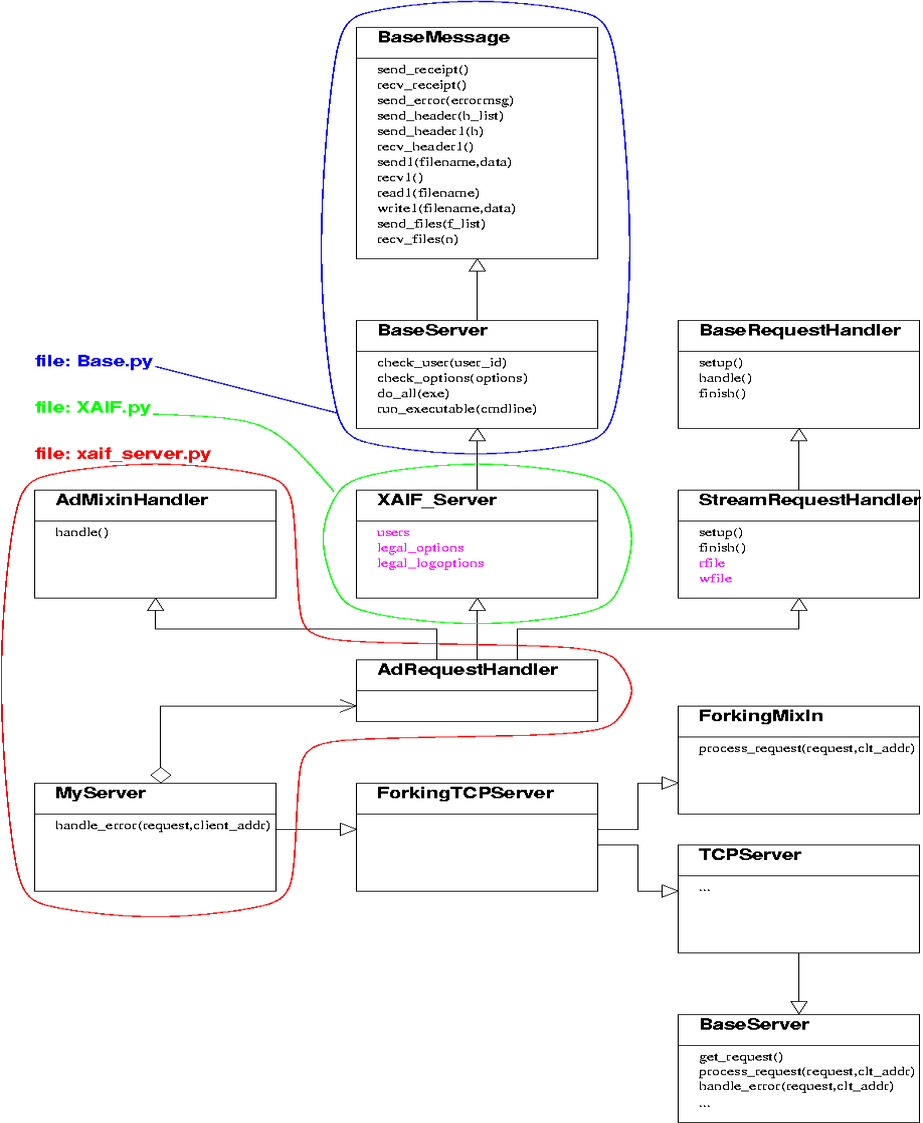 BaseMessage
send_receipt()
recv_receipt()
send_error(errormsg)
send_header(h_list)
send_header1(h)
recv_header1()
send1(filename,data)
recv1()
read1(filename)
write1(filename,data)
send_files(f_list)
recv_files(n)
BaseServer
check_user(user_id)
check_options(options)
do_all(exe)
run_executable(cmdline)
BaseRequestHandler
setup()
handle()
finish()
file: Base.py
file: XAIF.py
file: xaif_server.py
AdMixinHandler
handle()
XAIF_Server
users
legal_options
legal_logoptions
StreamRequestHandler
setup()
finish()
rfile
wfile
AdRequestHandler
ForkingMixIn
process_request(request,clt_addr)
MyServer
handle_error(request,client_addr)
ForkingTCPServer
TCPServer
...
BaseServer
get_request()
process_request(request,clt_addr)
handle_error(request,clt_addr)
...